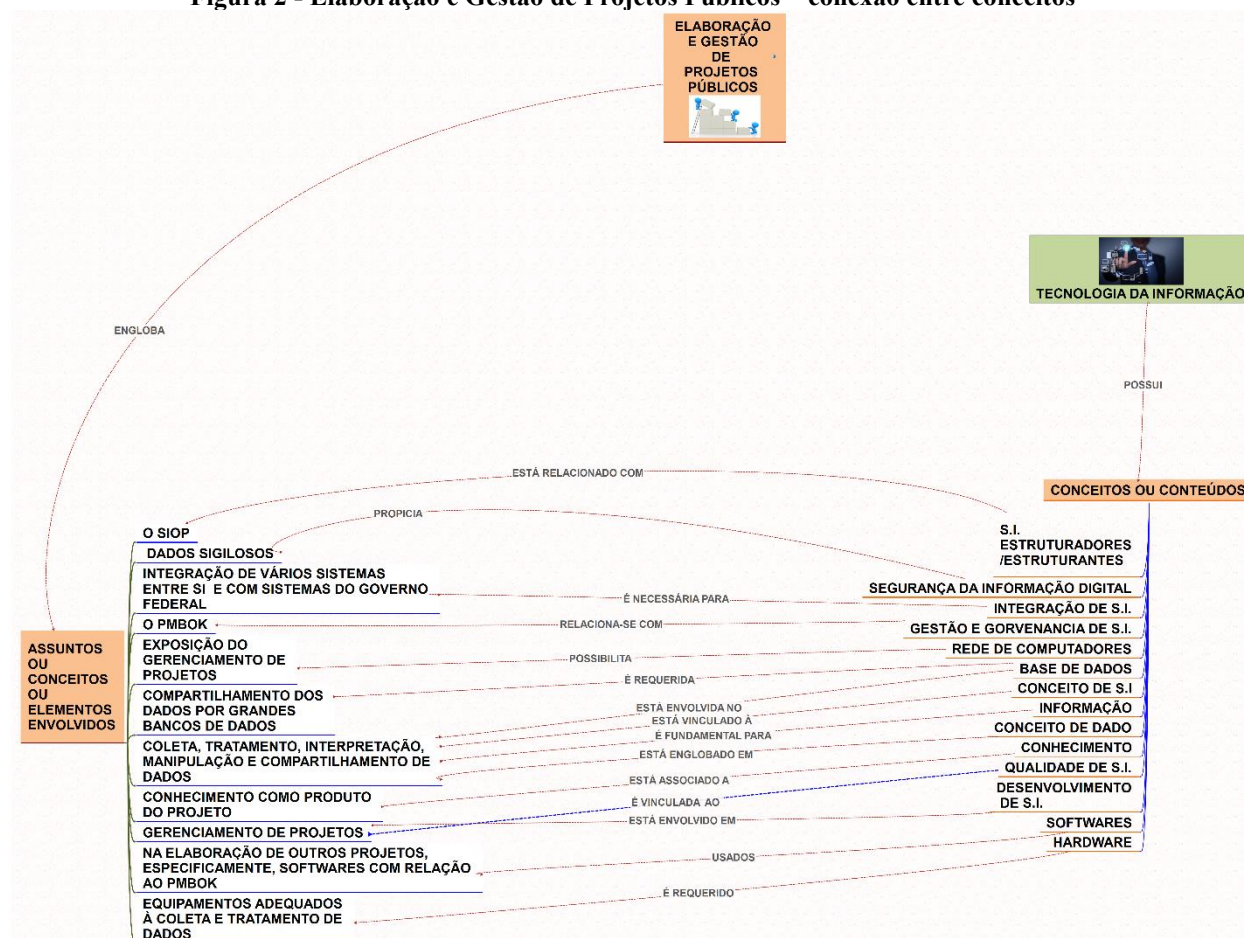 Figura 2 - Elaboração e Gestão de Projetos Públicos – conexão entre conceitos
ELABORAÇÃO
E GESTÃO
DE
PROJETOS
PÚBLICOS
TECNOLOGIA DA INFORMAÇÃO
ENGLOBA
POSSUI
ESTÁ RELACIONADO COM
CONCEITOS OU CONTEÚDOS
PROPICIA
O SIOP
S.I.
ESTRUTURADORES
/ESTRUTURANTES
DADOS SIGILOSOS
INTEGRAÇÃO DE VÁRIOS SISTEMAS
ENTRE SI E COM SISTEMAS DO GOVERNO
FEDERAL
SEGURANÇA DA INFORMAÇÃO DIGITAL
É NECESSÁRIA PARA
INTEGRAÇÃO DE S.I.
O PMBOK
RELACIONA-SE COM
GESTÃO E GORVENANCIA DE S.I.
ASSUNTOS
OU
CONCEITOS
OU
ELEMENTOS
ENVOLVIDOS
EXPOSIÇÃO DO
GERENCIAMENTO DE
PROJETOS
POSSIBILITA
REDE DE COMPUTADORES
É REQUERIDA
BASE DE DADOS
COMPARTILHAMENTO DOS
DADOS POR GRANDES
BANCOS DE DADOS
CONCEITO DE S.I
ESTÁ ENVOLVIDA NO
INFORMAÇÃO
ESTÁ VINCULADO À
É FUNDAMENTAL PARA
CONCEITO DE DADO
COLETA, TRATAMENTO, INTERPRETAÇÃO,
MANIPULAÇÃO E COMPARTILHAMENTO DE
DADOS
ESTÁ ENGLOBADO EM
CONHECIMENTO
QUALIDADE DE S.I.
ESTÁ ASSOCIADO A
CONHECIMENTO COMO PRODUTO
DO PROJETO
DESENVOLVIMENTO
DE S.I.
É VINCULADA AO
ESTÁ ENVOLVIDO EM
SOFTWARES
GERENCIAMENTO DE PROJETOS
HARDWARE
NA ELABORAÇÃO DE OUTROS PROJETOS,
ESPECIFICAMENTE, SOFTWARES COM RELAÇÃO
AO PMBOK
USADOS
É REQUERIDO
EQUIPAMENTOS ADEQUADOS
À COLETA E TRATAMENTO DE
DADOS